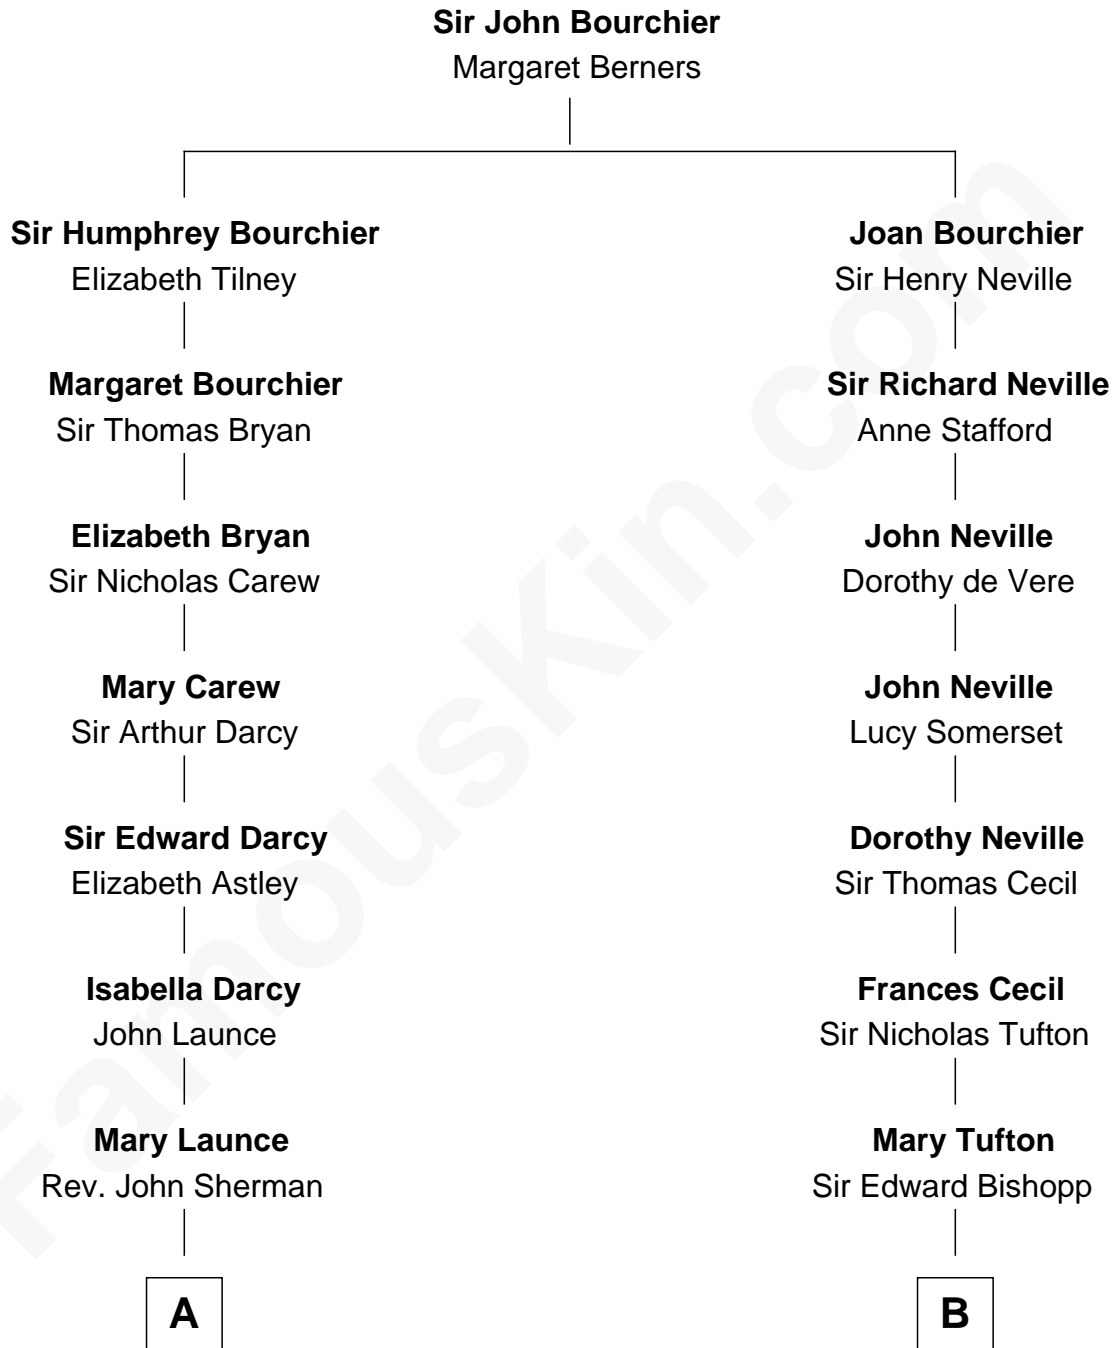 Sir John Bourchier
Margaret Berners
Sir Humphrey Bourchier
Elizabeth Tilney
Joan Bourchier
Sir Henry Neville
Margaret Bourchier
Sir Thomas Bryan
Sir Richard Neville
Anne Stafford
Elizabeth Bryan
Sir Nicholas Carew
John Neville
Dorothy de Vere
Mary Carew
Sir Arthur Darcy
John Neville
Lucy Somerset
Sir Edward Darcy
Elizabeth Astley
Dorothy Neville
Sir Thomas Cecil
Isabella Darcy
John Launce
Frances Cecil
Sir Nicholas Tufton
Mary Launce
Rev. John Sherman
Mary Tufton
Sir Edward Bishopp
A
B
FamousKin.com